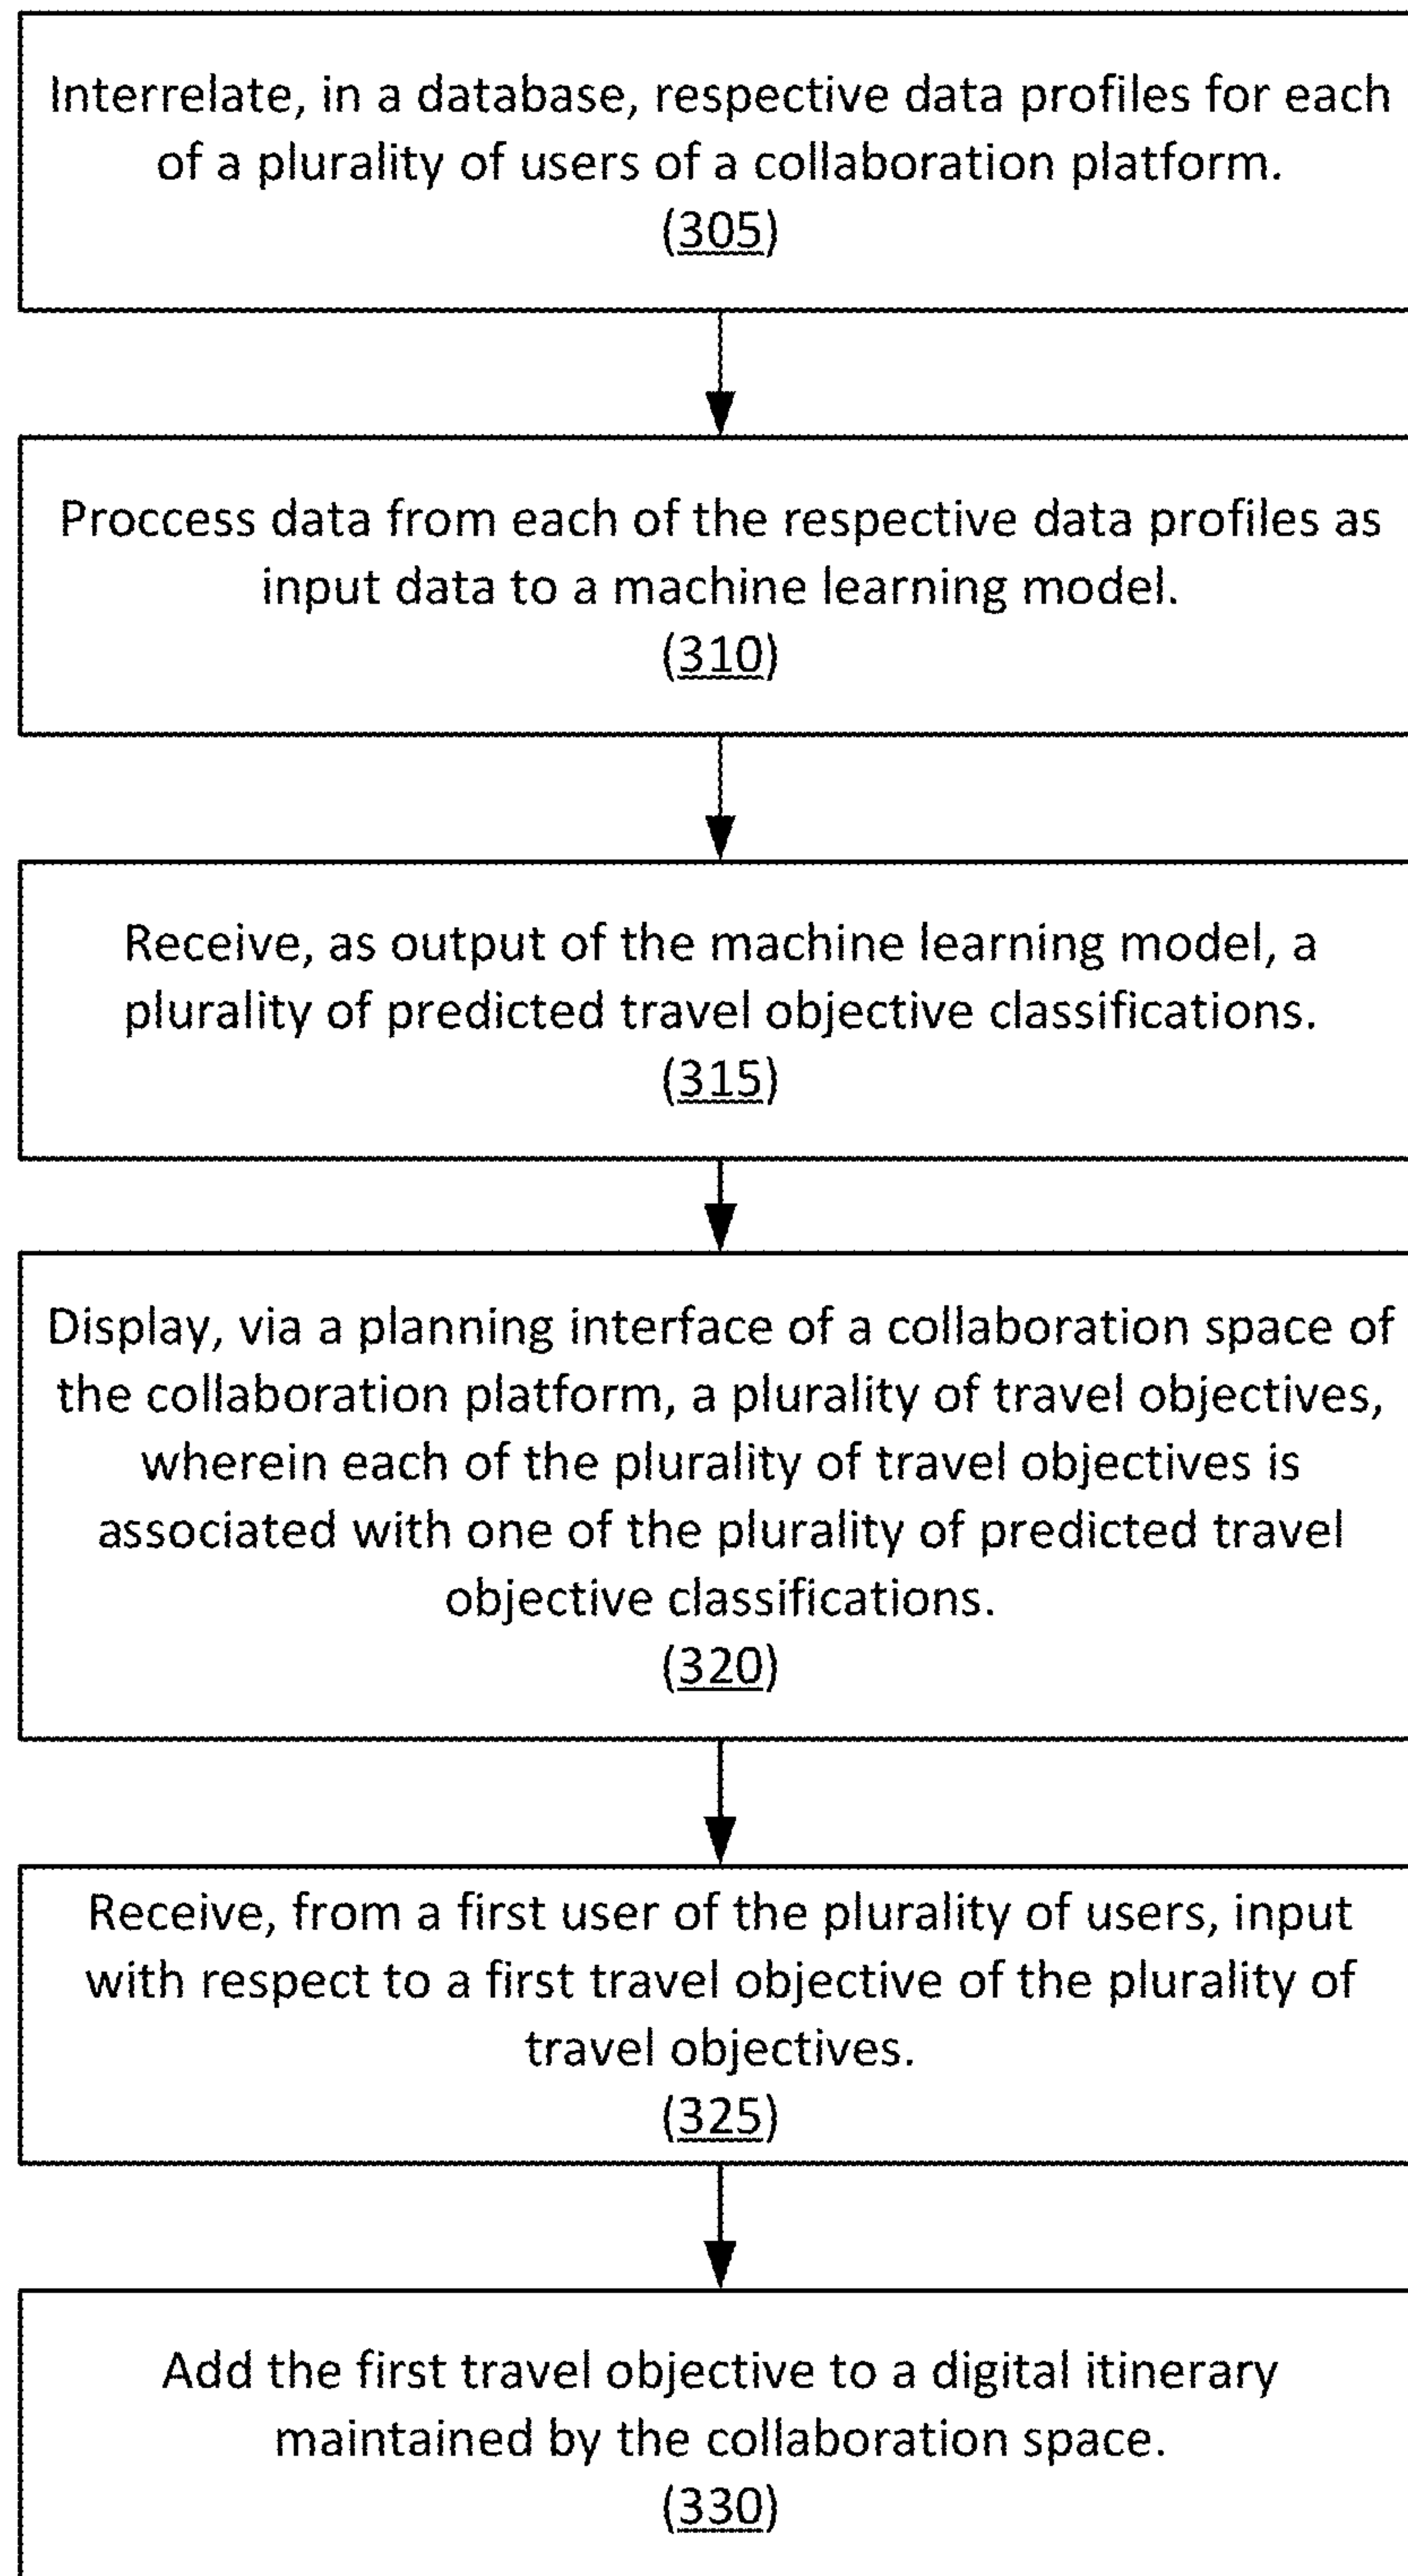 Interrelate, in a database, respective data profiles for each
of a plurality of users of a collaboration platform.
(305)
Proccess data from each of the respective data profiles as
input data to a machine learning model.
(310)
Receive, as output of the machine learning model, a
plurality of predicted travel objective classifications.
(315)
Display, via a planning interface of a collaboration space of
the collaboration platform, a plurality of travel objectives,
wherein each of the plurality of travel objectives is
associated with one of the plurality of predicted travel
objective classifications.
(320)
Receive, from a first user of the plurality of users, input
with respect to a first travel objective of the plurality of
travel objectives.
(325)
Add the first travel objective to a digital itinerary
maintained by the collaboration space.
(330)